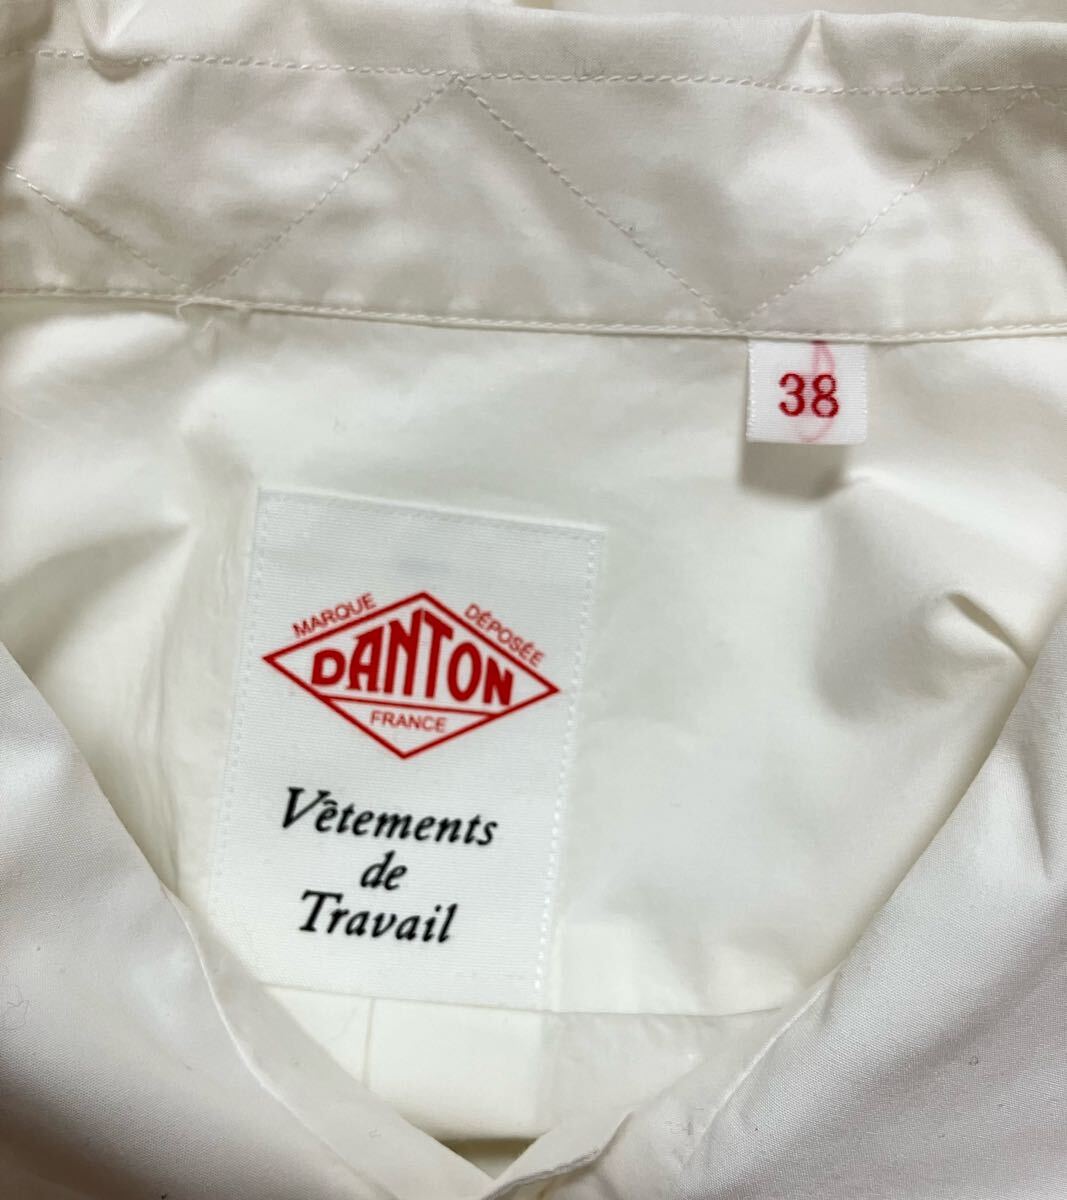 38
MARQUE DÉPOSÉE
DANTON
FRANCE
Vêtements
de
Travail